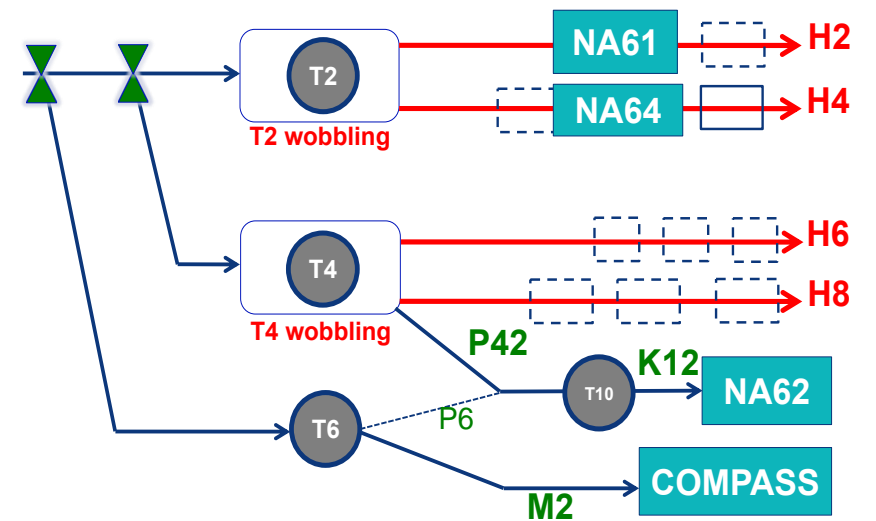 NA61
H2
T2
NA64
H4
T2 wobbling
H6
T4
H8
T4 wobbling
P42
K12
T10
NA62
P6
T6
COMPASS
M2